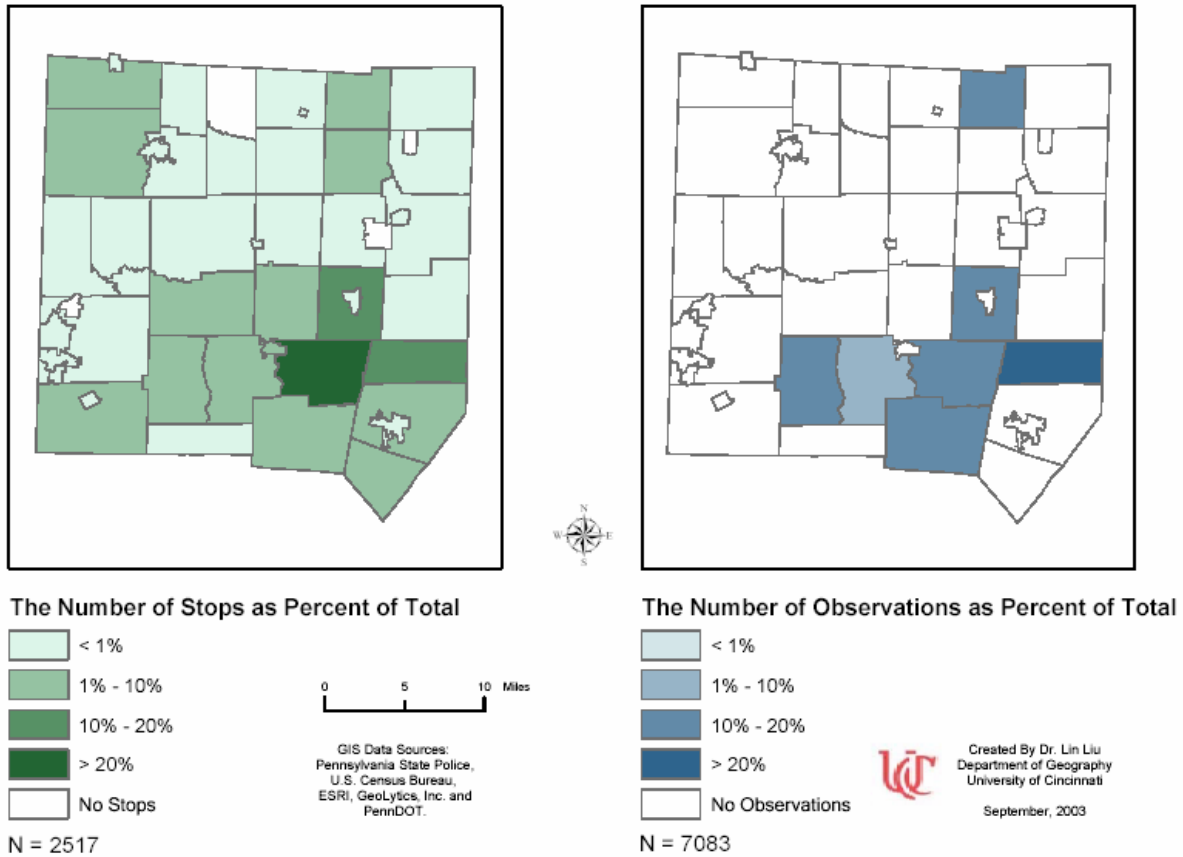 N
W E
S
The Number of Stops as Percent of Total
< 1%
1% - 10%
10% - 20%
> 20%
No Stops
N = 2517
0 5 10 Miles
GIS Data Sources:
Pennsylvania State Police,
U.S. Census Bureau,
ESRI, GeoLytics, Inc. and
PennDOT.
The Number of Observations as Percent of Total
< 1%
1% - 10%
10% - 20%
> 20%
No Observations
N = 7083
UC
Created By Dr. Lin Liu
Department of Geography
University of Cincinnati
September, 2003